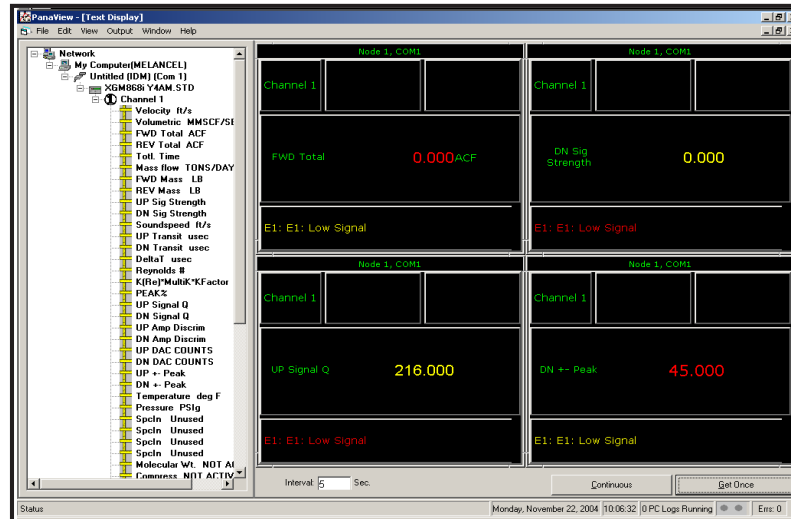 PanaView - [Text Display]
File Edit View Output Window Help
Network
My Computer(MELANCEL)
Untitled (IDM) (Com 1)
XGM868i Y4AM.STD
1 Channel 1
Velocity ft/s
Volumetric MMSCF/SE
FWD Total ACF
REV Total ACF
Totl. Time
Mass flow TONS/DAY
FWD Mass LB
REV Mass LB
UP Sig Strength
DN Sig Strength
Soundspeed ft/s
UP Transit usec
DN Transit usec
DeltaT usec
Reynolds #
K(Re)*MultiK*KFactor
PEAK%
UP Signal Q
DN Signal Q
UP Amp Discrim
DN Amp Discrim
UP DAC COUNTS
DN DAC COUNTS
UP +- Peak
DN +- Peak
Temperature deg F
Pressure PSIg
SpcIn Unused
SpcIn Unused
SpcIn Unused
SpcIn Unused
Molecular Wt. NOT A
Compress NOT ACTIV
Node 1, COM1
Channel 1
FWD Total 0.000 ACF
E1: E1: Low Signal
Node 1, COM1
Channel 1
DN Sig
Strength 0.000
E1: E1: Low Signal
Node 1, COM1
Channel 1
UP Signal Q 216.000
E1: E1: Low Signal
Node 1, COM1
Channel 1
DN +- Peak 45.000
E1: E1: Low Signal
Interval: 5 Sec. Continuous Get Once
Status Monday, November 22, 2004 10:06:32 0 PC Logs Running Errs: 0